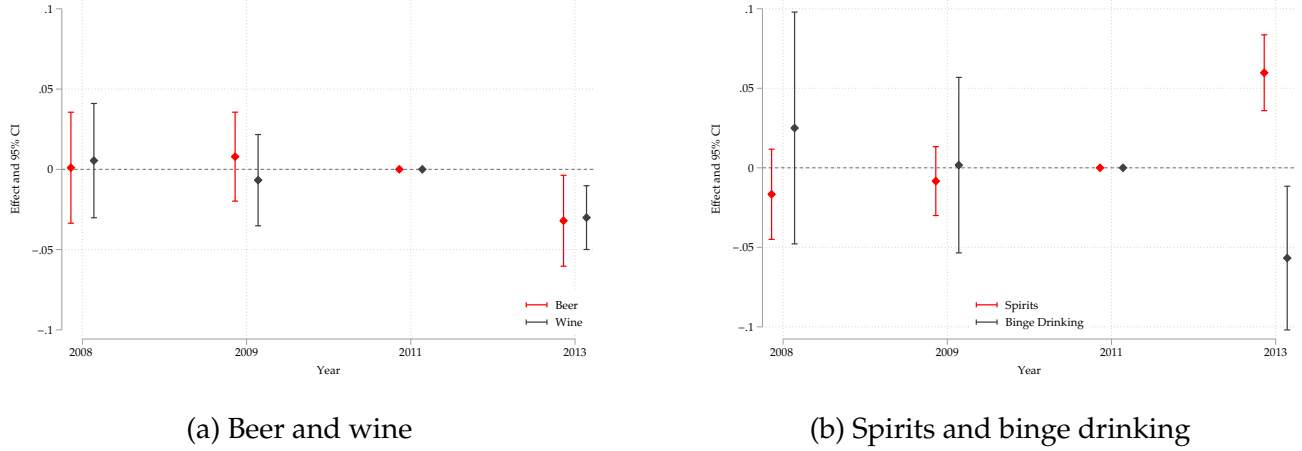 .1
.05
0
−.05
−.1
Effect and 95% CI
2008
2009
2011
2013
Year
Beer
Wine
(a) Beer and wine
.1
.05
0
−.05
−.1
Effect and 95% CI
2008
2009
2011
2013
Year
Spirits
Binge Drinking
(b) Spirits and binge drinking